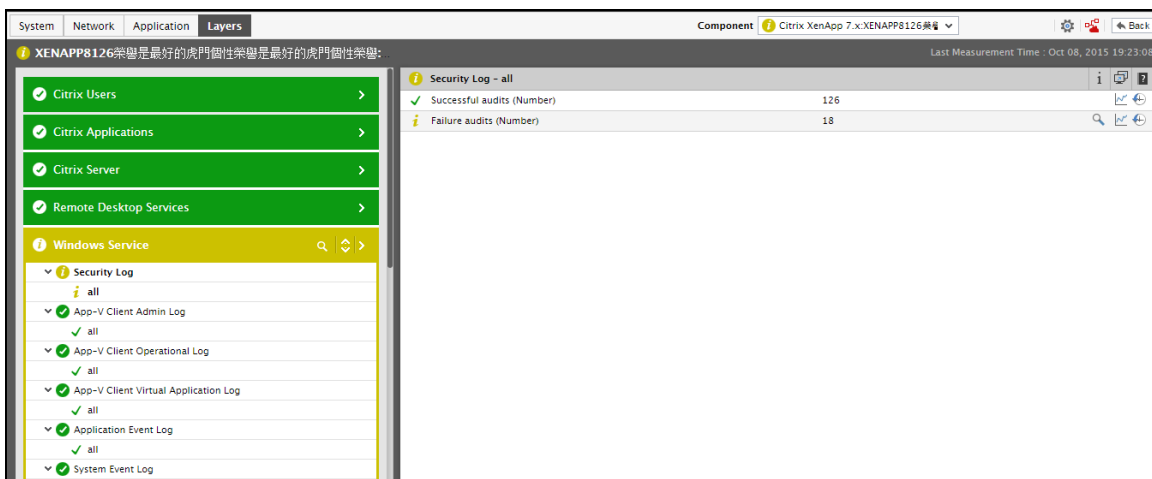 System Network Application Layers Component Citrix XenApp 7.x:XENAPP8126榮譽 Back
XENAPP8126榮譽是最好的虎門個性榮譽是最好的虎門個性榮譽:... Last Measurement Time : Oct 08, 2015 19:23:08
Citrix Users
Citrix Applications
Citrix Server
Remote Desktop Services
Windows Service
Security Log
all
App-V Client Admin Log
all
App-V Client Operational Log
all
App-V Client Virtual Application Log
all
Application Event Log
all
System Event Log
Security Log - all
Successful audits (Number) 126
Failure audits (Number) 18